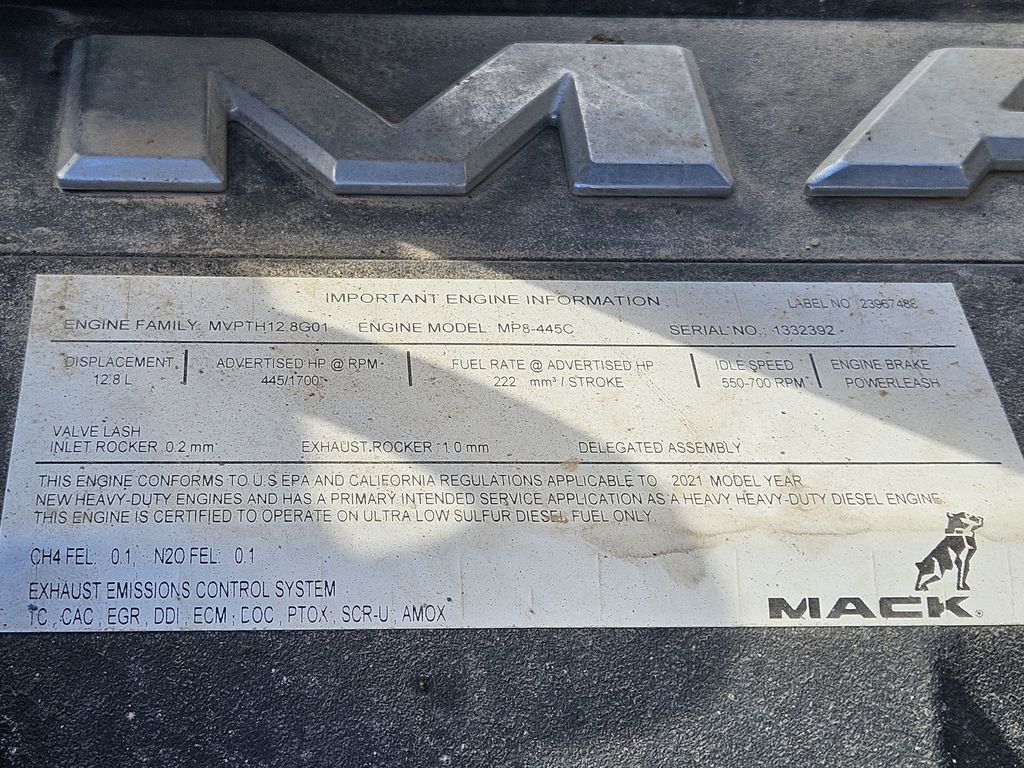 MA
IMPORTANT ENGINE INFORMATION
LABEL NO 23967488
ENGINE FAMILY: MVPTH12.8G01 ENGINE MODEL: MP8-445C SERIAL NO.: 1332392
DISPLACEMENT ADVERTISED HP @ RPM FUEL RATE @ ADVERTISED HP IDLE SPEED ENGINE BRAKE
12.8 L 445/1700 222 mm³ / STROKE 550-700 RPM POWERLEASH
VALVE LASH
INLET ROCKER 0.2 mm EXHAUST ROCKER 1.0 mm DELEGATED ASSEMBLY
THIS ENGINE CONFORMS TO U.S EPA AND CALIFORNIA REGULATIONS APPLICABLE TO 2021 MODEL YEAR
NEW HEAVY-DUTY ENGINES AND HAS A PRIMARY INTENDED SERVICE APPLICATION AS A HEAVY HEAVY-DUTY DIESEL ENGINE.
THIS ENGINE IS CERTIFIED TO OPERATE ON ULTRA LOW SULFUR DIESEL FUEL ONLY.
CH4 FEL: 0.1, N2O FEL: 0.1
EXHAUST EMISSIONS CONTROL SYSTEM
TC, CAC, EGR, DDI, ECM, DOC, PTOX, SCR-U, AMOX
MACK®